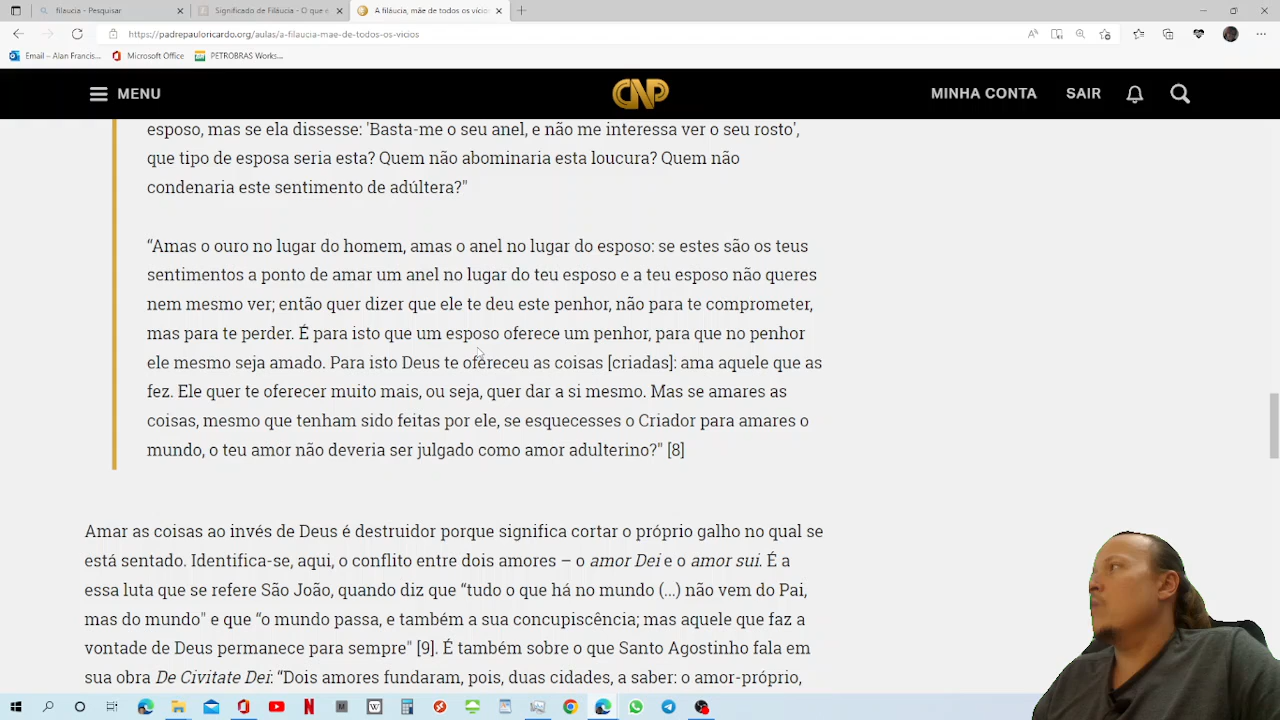 filaucia - Pesquisar
Significado de Filáucia - O que é
A filáucia, mãe de todos os vícios
https://padrepauloricardo.org/aulas/a-filaucia-mae-de-todos-os-vicios
Email – Alan Francis...
Microsoft Office
PETROBRAS Works...
MENU
CNP
MINHA CONTA
SAIR
esposo, mas se ela dissesse: 'Basta-me o seu anel, e não me interessa ver o seu rosto',
que tipo de esposa seria esta? Quem não abominaria esta loucura? Quem não
condenaria este sentimento de adúltera?"
“Amas o ouro no lugar do homem, amas o anel no lugar do esposo: se estes são os teus
sentimentos a ponto de amar um anel no lugar do teu esposo e a teu esposo não queres
nem mesmo ver; então quer dizer que ele te deu este penhor, não para te comprometer,
mas para te perder. É para isto que um esposo oferece um penhor, para que no penhor
ele mesmo seja amado. Para isto Deus te ofereceu as coisas [criadas]: ama aquele que as
fez. Ele quer te oferecer muito mais, ou seja, quer dar a si mesmo. Mas se amares as
coisas, mesmo que tenham sido feitas por ele, se esquecesses o Criador para amares o
mundo, o teu amor não deveria ser julgado como amor adulterino?" [8]
Amar as coisas ao invés de Deus é destruidor porque significa cortar o próprio galho no qual se
está sentado. Identifica-se, aqui, o conflito entre dois amores – o amor Dei e o amor sui. É a
essa luta que se refere São João, quando diz que “tudo o que há no mundo (...) não vem do Pai,
mas do mundo" e que “o mundo passa, e também a sua concupiscência; mas aquele que faz a
vontade de Deus permanece para sempre" [9]. É também sobre o que Santo Agostinho fala em
sua obra De Civitate Dei: “Dois amores fundaram, pois, duas cidades, a saber: o amor-próprio,